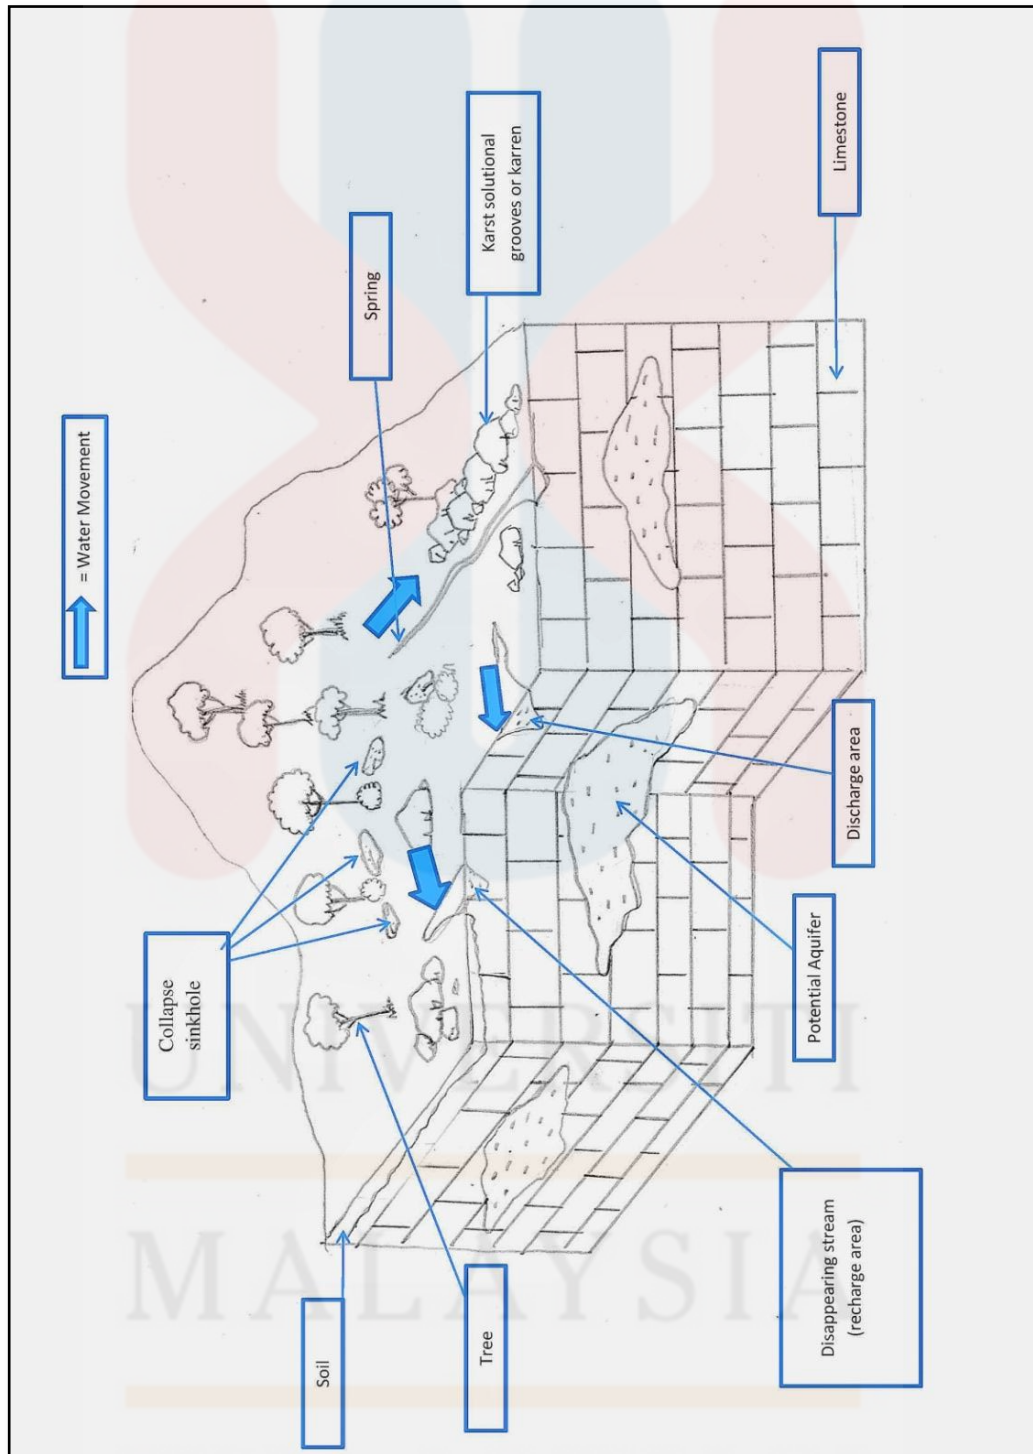 = Water Movement
Spring
Karst solutional
grooves or karren
Limestone
Collapse
sinkhole
Soil
Tree
Disappearing stream
(recharge area)
Potential Aquifer
Discharge area
UNIVERSITI
MALAYSIA